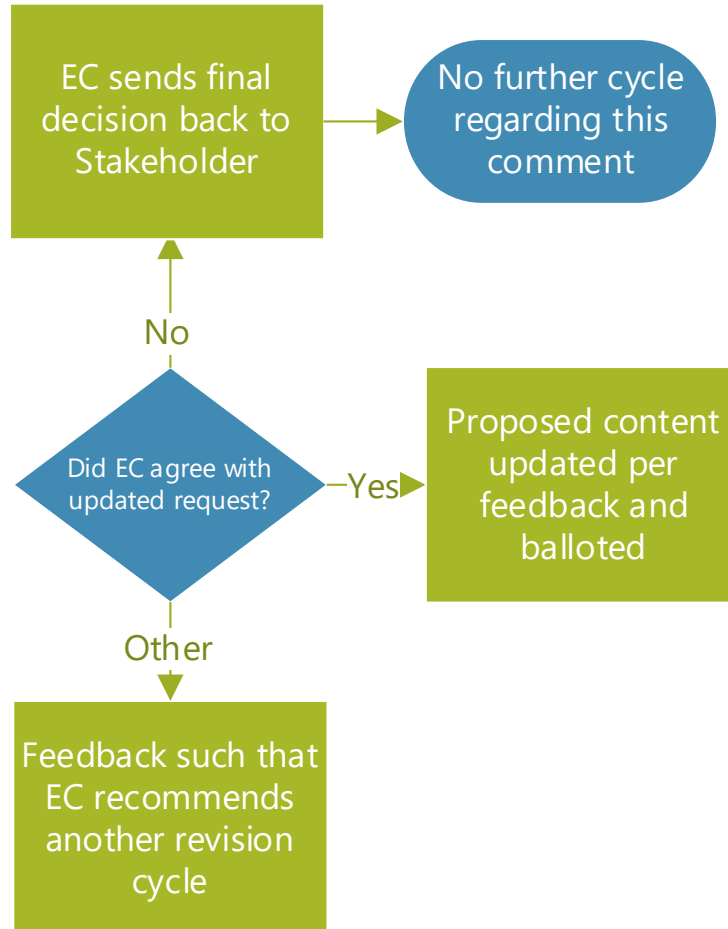 EC sends final
decision back to
Stakeholder
No further cycle
regarding this
comment
No
Did EC agree with
updated request?
Yes
Proposed content
updated per
feedback and
balloted
Other
Feedback such that
EC recommends
another revision
cycle